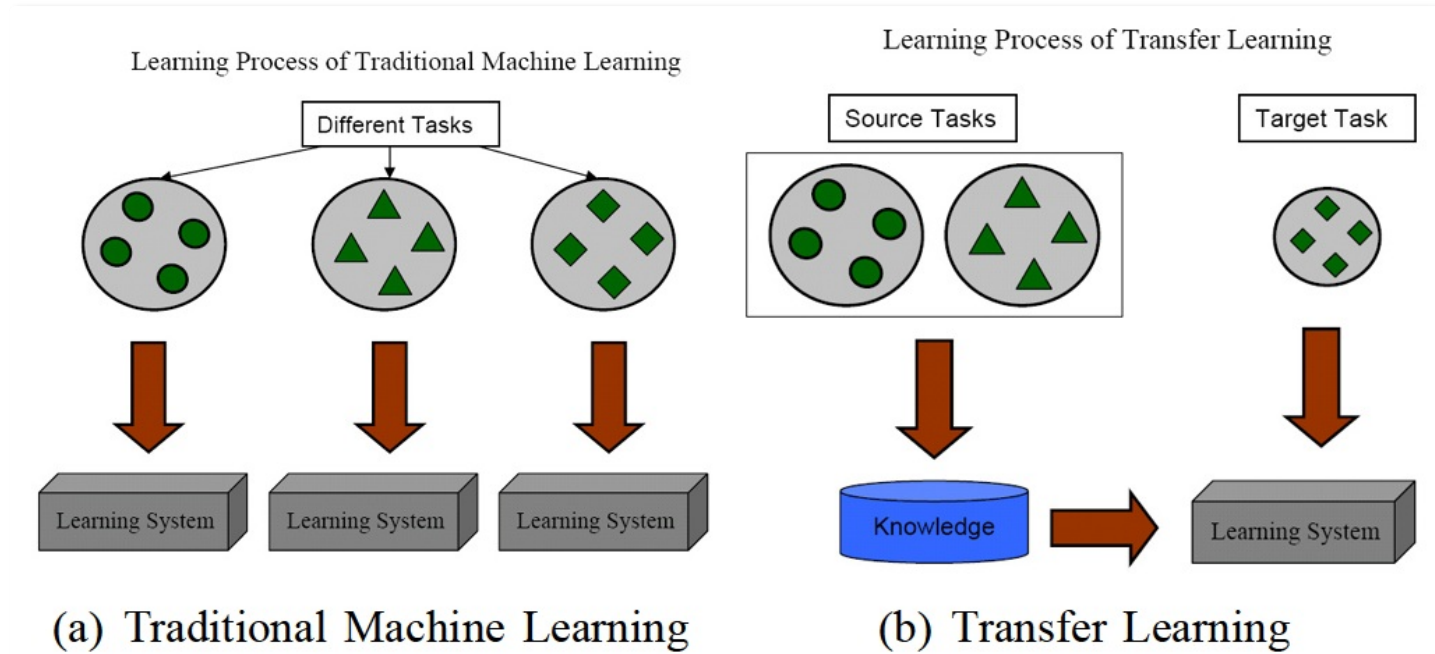 Learning Process of Traditional Machine Learning
Different Tasks
Learning System
Learning System
Learning System
(a) Traditional Machine Learning
Learning Process of Transfer Learning
Source Tasks
Target Task
Knowledge
Learning System
(b) Transfer Learning